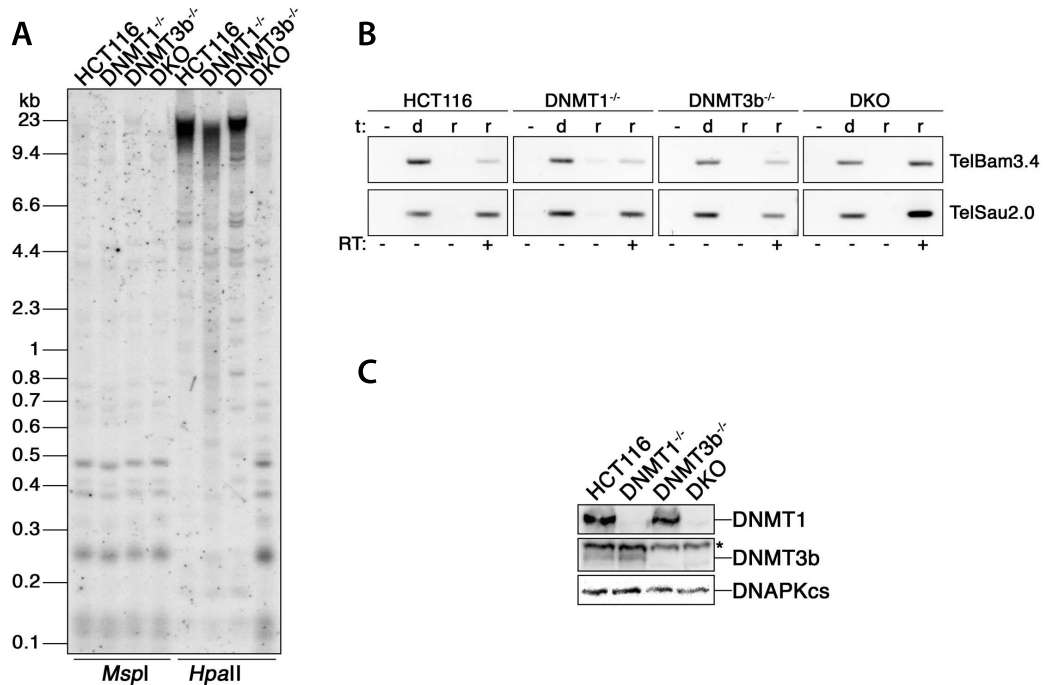 A
HCT116 DNMT1-/- DNMT3b-/- DKO HCT116 DNMT1-/- DNMT3b-/- DKO
kb
23
9.4
6.6
4.4
2.3
1
0.8
0.7
0.6
0.5
0.4
0.3
0.2
0.1
MspI HpaII
B
HCT116 DNMT1-/- DNMT3b-/- DKO
t: - d r r - d r r - d r r - d r r
TelBam3.4
TelSau2.0
RT: - - - + - - - + - - - + - - - +
C
HCT116 DNMT1-/- DNMT3b-/- DKO
DNMT1
*
DNMT3b
DNAPKcs